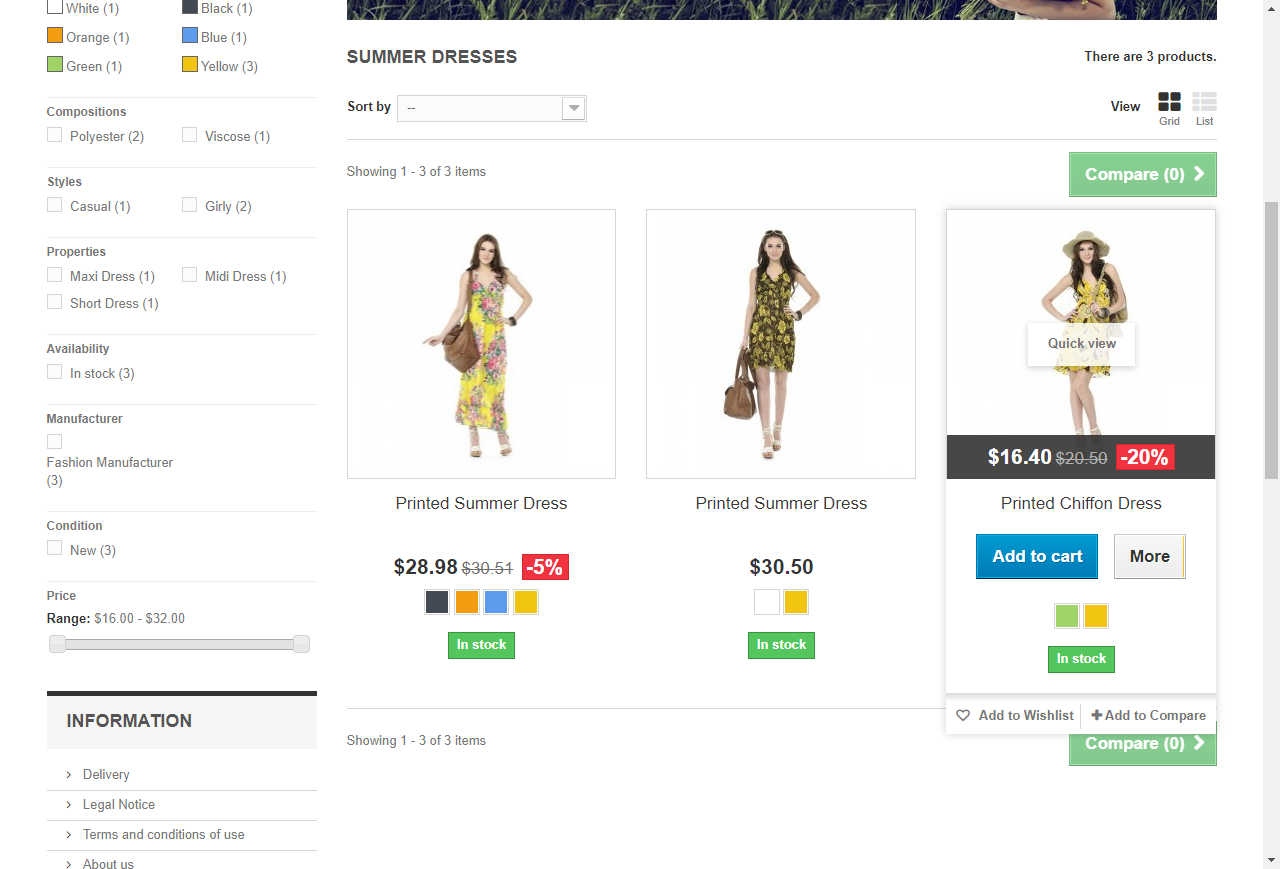 White (1)
Black (1)
Orange (1)
Blue (1)
Green (1)
Yellow (3)
Compositions
Polyester (2)
Viscose (1)
Styles
Casual (1)
Girly (2)
Properties
Maxi Dress (1)
Midi Dress (1)
Short Dress (1)
Availability
In stock (3)
Manufacturer
Fashion Manufacturer
(3)
Condition
New (3)
Price
Range: $16.00 - $32.00
INFORMATION
Delivery
Legal Notice
Terms and conditions of use
About us
SUMMER DRESSES
There are 3 products.
Sort by
--
View
Grid
List
Showing 1 - 3 of 3 items
Compare (0)
Printed Summer Dress
$28.98 $30.51 -5%
In stock
Printed Summer Dress
$30.50
In stock
Quick view
$16.40 $20.50 -20%
Printed Chiffon Dress
Add to cart
More
In stock
Add to Wishlist
Add to Compare
Showing 1 - 3 of 3 items
Compare (0)